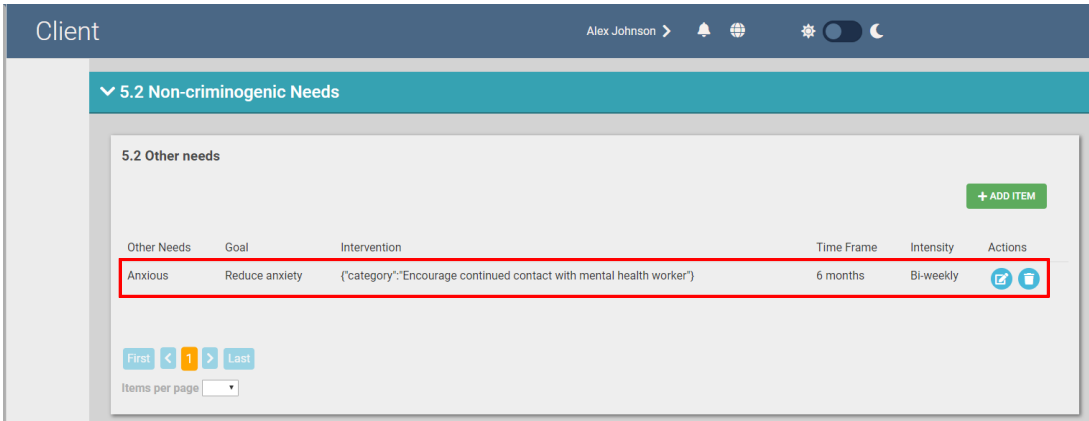 Client
Alex Johnson
5.2 Non-criminogenic Needs
5.2 Other needs
+ ADD ITEM
Other Needs Goal Intervention Time Frame Intensity Actions
Anxious Reduce anxiety {"category":"Encourage continued contact with mental health worker"} 6 months Bi-weekly
First < 1 > Last
Items per page